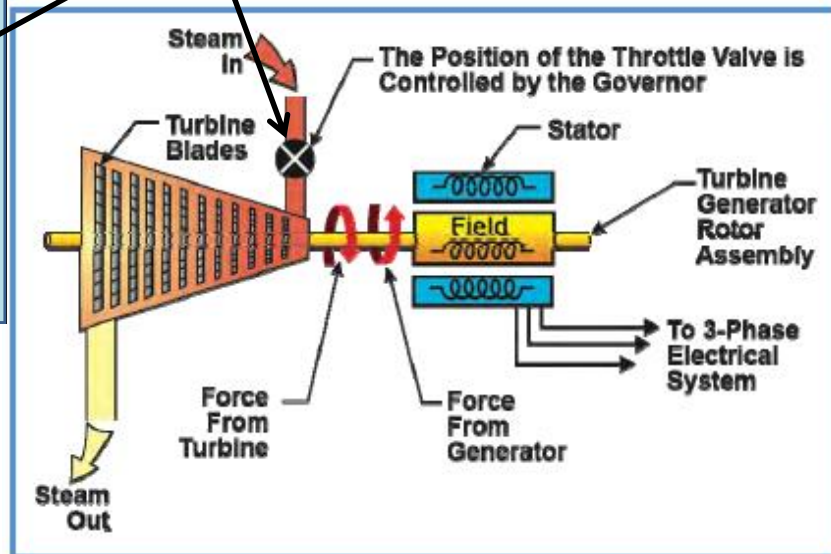 Steam
In
The Position of the Throttle Valve is
Controlled by the Governor
Turbine
Blades
Stator
Turbine
Generator
Rotor
Assembly
Field
To 3-Phase
Electrical
System
Force
From
Turbine
Force
From
Generator
Steam
Out